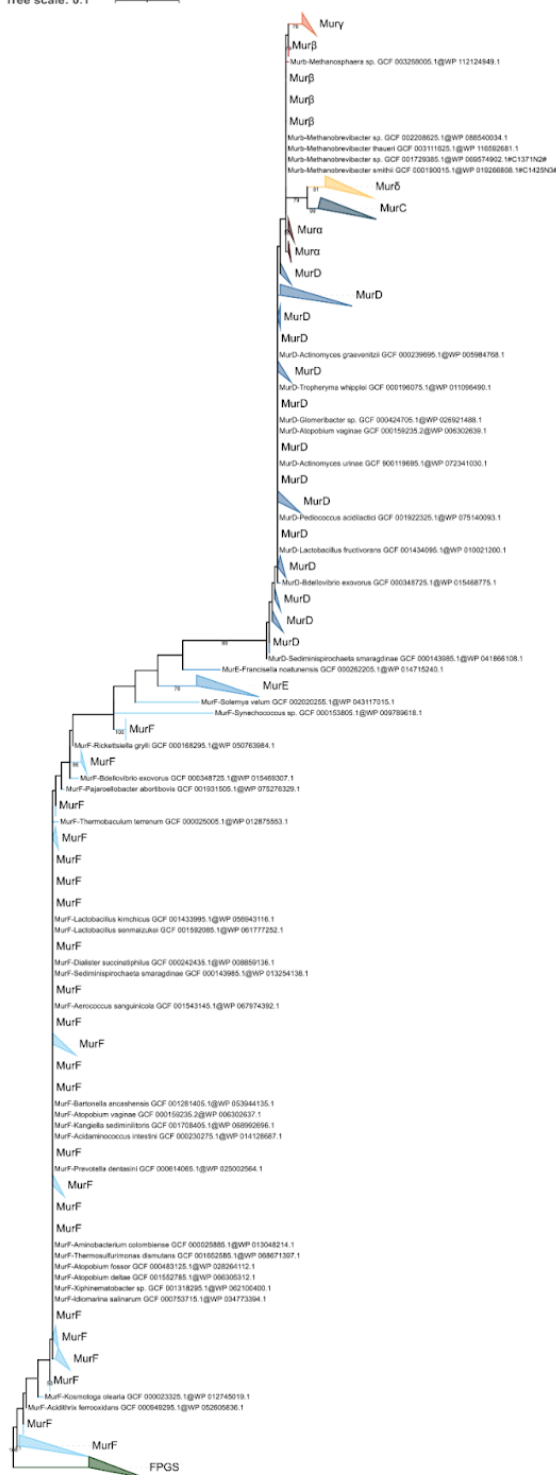 Tree scale: 0.1
Murγ
Murβ
Murb-Methanosphaera sp. GCF 003268005.1@WP 112124949.1
Murβ
Murβ
Murβ
Murb-Methanobrevibacter sp. GCF 002208625.1@WP 088540034.1
Murb-Methanobrevibacter thaueri GCF 003111625.1@WP 116592681.1
Murb-Methanobrevibacter sp. GCF 001729385.1@WP 069574902.1#C1371N2#
Murb-Methanobrevibacter smithii GCF 000190015.1@WP 019266808.1#C1425N3#
Murδ
MurC
Murα
Murα
MurD
MurD
MurD
MurD
MurD-Actinomyces graevenitzii GCF 000239695.1@WP 005984768.1
MurD
MurD-Tropheryma whipplei GCF 000196075.1@WP 011096490.1
MurD
MurD-Glomeribacter sp. GCF 000424705.1@WP 026921488.1
MurD-Atopobium vaginae GCF 000159235.2@WP 006302639.1
MurD
MurD-Actinomyces urinae GCF 900119695.1@WP 072341030.1
MurD
MurD
MurD-Pediococcus acidilactici GCF 001922325.1@WP 075140093.1
MurD
MurD-Lactobacillus fructivorans GCF 001434095.1@WP 010021200.1
MurD
MurD-Bdellovibrio exovorus GCF 000348725.1@WP 015468775.1
MurD
MurD
MurD
MurD-Sediminispirochaeta smaragdinae GCF 000143985.1@WP 041866108.1
MurE-Francisella noatunensis GCF 000262205.1@WP 014715240.1
MurE
MurF-Solemya velum GCF 002020255.1@WP 043117015.1
MurF-Synechococcus sp. GCF 000153805.1@WP 009789618.1
MurF
MurF-Rickettsiella grylli GCF 000168295.1@WP 050763984.1
MurF
MurF-Bdellovibrio exovorus GCF 000348725.1@WP 015469307.1
MurF-Pajaroellobacter abortibovis GCF 001931505.1@WP 075276329.1
MurF
MurF-Thermobaculum terrenum GCF 000025005.1@WP 012875553.1
MurF
MurF
MurF
MurF
MurF-Lactobacillus kimchicus GCF 001433995.1@WP 056943116.1
MurF-Lactobacillus senmaizukei GCF 001592085.1@WP 061777252.1
MurF
MurF-Dialister succinatiphilus GCF 000242435.1@WP 008859136.1
MurF-Sediminispirochaeta smaragdinae GCF 000143985.1@WP 013254138.1
MurF
MurF-Aerococcus sanguinicola GCF 001543145.1@WP 067974392.1
MurF
MurF
MurF
MurF
MurF-Bartonella ancashensis GCF 001281405.1@WP 053944135.1
MurF-Atopobium vaginae GCF 000159235.2@WP 006302637.1
MurF-Kangiella sediminilitoris GCF 001708405.1@WP 068992696.1
MurF-Acidaminococcus intestini GCF 000230275.1@WP 014128687.1
MurF
MurF-Prevotella dentasini GCF 000614065.1@WP 025002564.1
MurF
MurF
MurF
MurF-Aminobacterium colombiense GCF 000025885.1@WP 013048214.1
MurF-Thermosulfurimonas dismutans GCF 001652585.1@WP 068671397.1
MurF-Atopobium fossor GCF 000483125.1@WP 028264112.1
MurF-Atopobium deltae GCF 001552785.1@WP 066305312.1
MurF-Xiphinematobacter sp. GCF 001318295.1@WP 062100400.1
MurF-Idiomarina salinarum GCF 000753715.1@WP 034773394.1
MurF
MurF
MurF
MurF
MurF-Kosmotoga olearia GCF 000023325.1@WP 012745019.1
MurF-Acidithrix ferrooxidans GCF 000949295.1@WP 052605836.1
MurF
MurF
FPGS